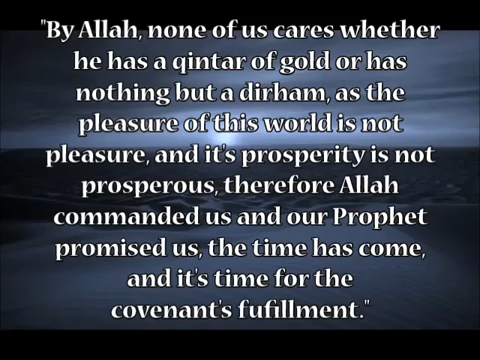 "By Allah, none of us cares whether
he has a qintar of gold or has
nothing but a dirham, as the
pleasure of this world is not
pleasure, and it's prosperity is not
prosperous, therefore Allah
commanded us and our Prophet
promised us, the time has come,
and it's time for the
covenant's fufillment."